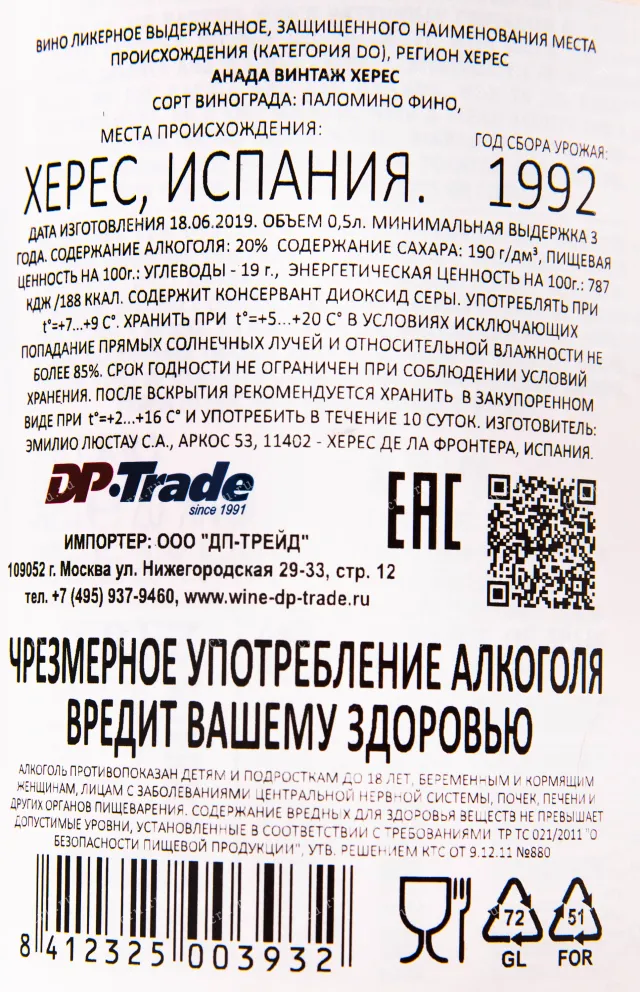 ВИНО ЛИКЕРНОЕ ВЫДЕРЖАННОЕ, ЗАЩИЩЕННОГО НАИМЕНОВАНИЯ МЕСТА
ПРОИСХОЖДЕНИЯ (КАТЕГОРИЯ DO), РЕГИОН ХЕРЕС
АНАДА ВИНТАЖ ХЕРЕС
СОРТ ВИНОГРАДА: ПАЛОМИНО ФИНО,
МЕСТА ПРОИСХОЖДЕНИЯ:
ГОД СБОРА УРОЖАЯ:
ХЕРЕС, ИСПАНИЯ. 1992
ДАТА ИЗГОТОВЛЕНИЯ 18.06.2019. ОБЪЕМ 0,5л. МИНИМАЛЬНАЯ ВЫДЕРЖКА 3
ГОДА. СОДЕРЖАНИЕ АЛКОГОЛЯ: 20% СОДЕРЖАНИЕ САХАРА: 190 г/дм³, ПИЩЕВАЯ
ЦЕННОСТЬ НА 100г.: УГЛЕВОДЫ - 19 г., ЭНЕРГЕТИЧЕСКАЯ ЦЕННОСТЬ НА 100г.: 787
КДЖ /188 ККАЛ. СОДЕРЖИТ КОНСЕРВАНТ ДИОКСИД СЕРЫ. УПОТРЕБЛЯТЬ ПРИ
t°=+7...+9 С°. ХРАНИТЬ ПРИ t°=+5...+20 С° В УСЛОВИЯХ ИСКЛЮЧАЮЩИХ
ПОПАДАНИЕ ПРЯМЫХ СОЛНЕЧНЫХ ЛУЧЕЙ И ОТНОСИТЕЛЬНОЙ ВЛАЖНОСТИ НЕ
БОЛЕЕ 85%. СРОК ГОДНОСТИ НЕ ОГРАНИЧЕН ПРИ СОБЛЮДЕНИИ УСЛОВИЙ
ХРАНЕНИЯ. ПОСЛЕ ВСКРЫТИЯ РЕКОМЕНДУЕТСЯ ХРАНИТЬ В ЗАКУПОРЕННОМ
ВИДЕ ПРИ t°=+2...+16 С° И УПОТРЕБИТЬ В ТЕЧЕНИЕ 10 СУТОК. ИЗГОТОВИТЕЛЬ:
ЭМИЛИО ЛЮСТАУ С.А., АРКОС 53, 11402 - ХЕРЕС ДЕ ЛА ФРОНТЕРА, ИСПАНИЯ.
DP·Trade
since 1991
EAC
ИМПОРТЕР: ООО "ДП-ТРЕЙД"
109052 г. Москва ул. Нижегородская 29-33, стр. 12
тел. +7 (495) 937-9460, www.wine-dp-trade.ru
ЧРЕЗМЕРНОЕ УПОТРЕБЛЕНИЕ АЛКОГОЛЯ
ВРЕДИТ ВАШЕМУ ЗДОРОВЬЮ
АЛКОГОЛЬ ПРОТИВОПОКАЗАН ДЕТЯМ И ПОДРОСТКАМ ДО 18 ЛЕТ, БЕРЕМЕННЫМ И КОРМЯЩИМ
ЖЕНЩИНАМ, ЛИЦАМ С ЗАБОЛЕВАНИЯМИ ЦЕНТРАЛЬНОЙ НЕРВНОЙ СИСТЕМЫ, ПОЧЕК, ПЕЧЕНИ И
ДРУГИХ ОРГАНОВ ПИЩЕВАРЕНИЯ. СОДЕРЖАНИЕ ВРЕДНЫХ ДЛЯ ЗДОРОВЬЯ ВЕЩЕСТВ НЕ ПРЕВЫШАЕТ
ДОПУСТИМЫЕ УРОВНИ, УСТАНОВЛЕННЫЕ В СООТВЕТСТВИИ С ТРЕБОВАНИЯМИ ТР ТС 021/2011 "О
БЕЗОПАСНОСТИ ПИЩЕВОЙ ПРОДУКЦИИ", УТВ. РЕШЕНИЕМ КТС ОТ 9.12.11 №880
8 412325 003932
72 51
GL FOR